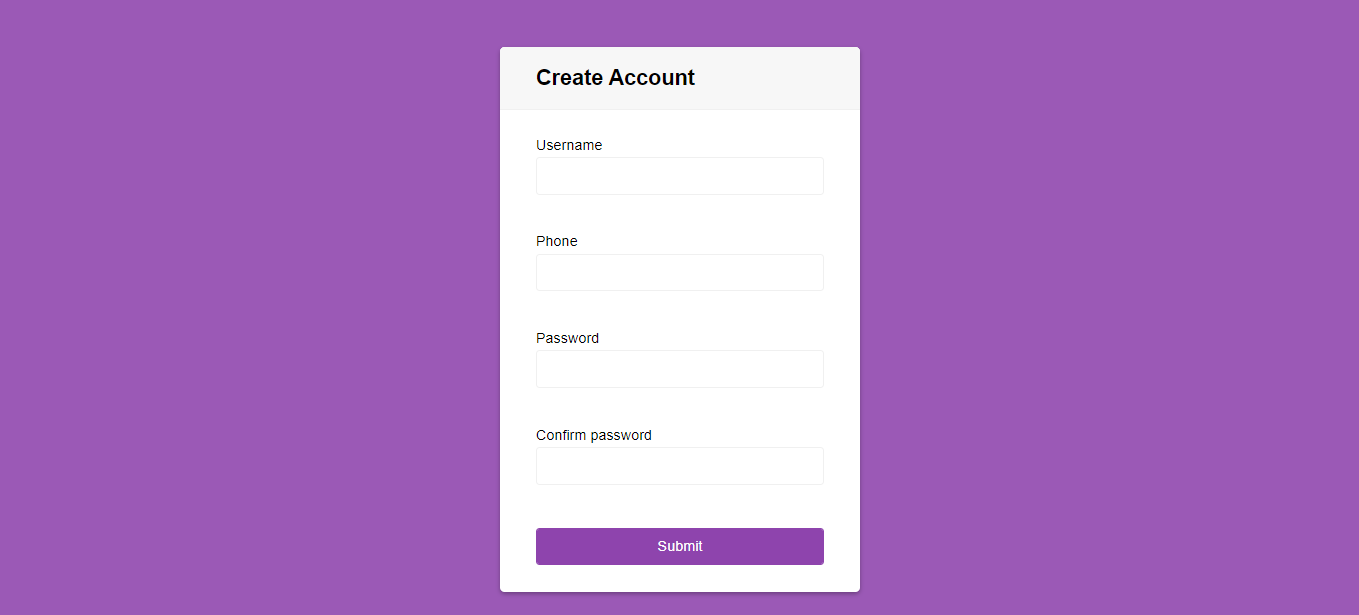 Create Account
Username
Phone
Password
Confirm password
Submit